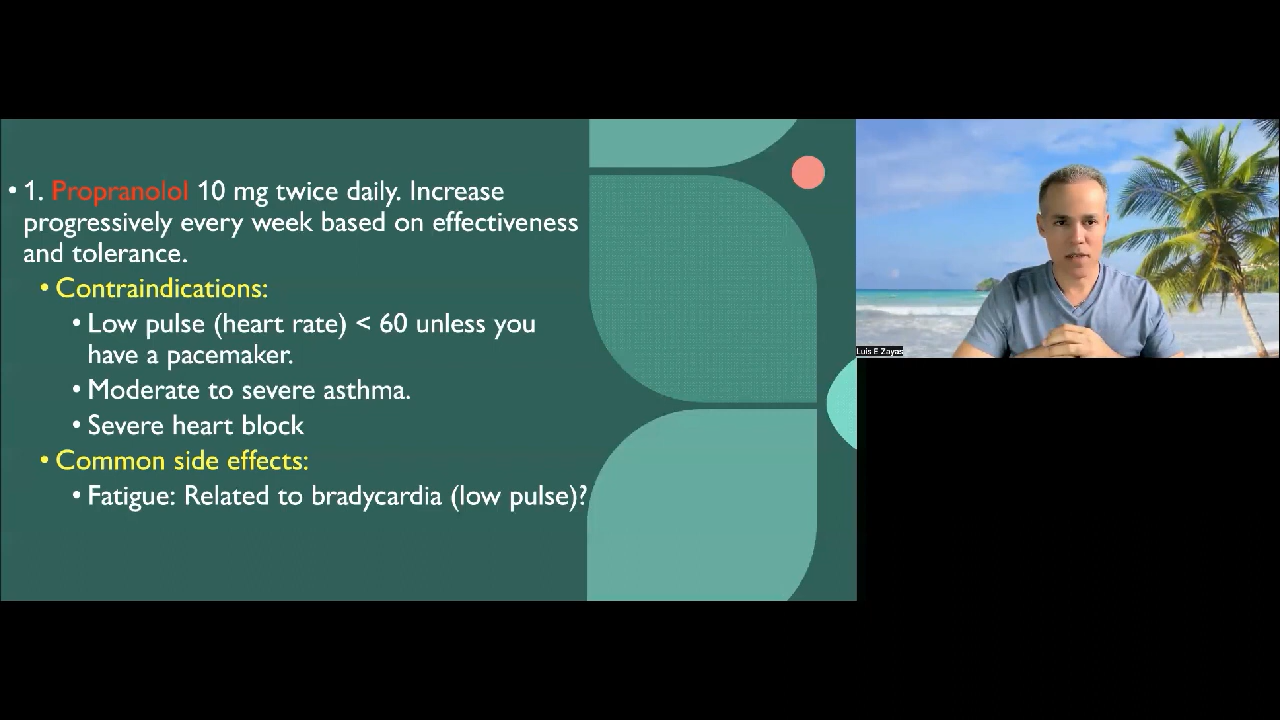 • 1. Propranolol 10 mg twice daily. Increase
progressively every week based on effectiveness
and tolerance.
• Contraindications:
• Low pulse (heart rate) < 60 unless you
have a pacemaker.
• Moderate to severe asthma.
• Severe heart block
• Common side effects:
• Fatigue: Related to bradycardia (low pulse)?
Luis E Zayas